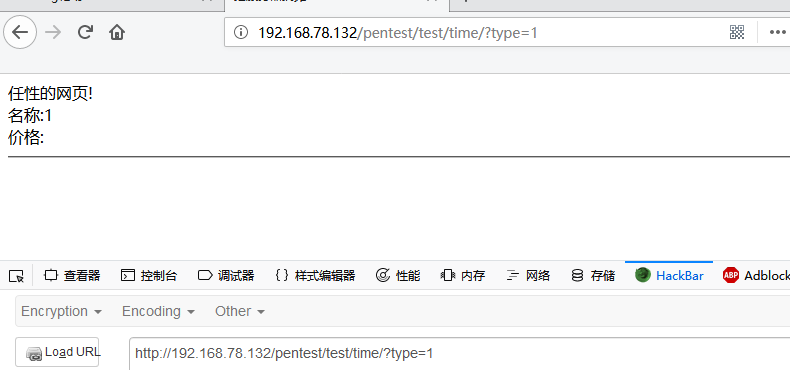 192.168.78.132/pentest/test/time/?type=1
任性的网页!
名称:1
价格:
查看器 控制台 调试器 {} 样式编辑器 性能 内存 网络 存储 HackBar ABP Adblock
Encryption Encoding Other
Load URL http://192.168.78.132/pentest/test/time/?type=1